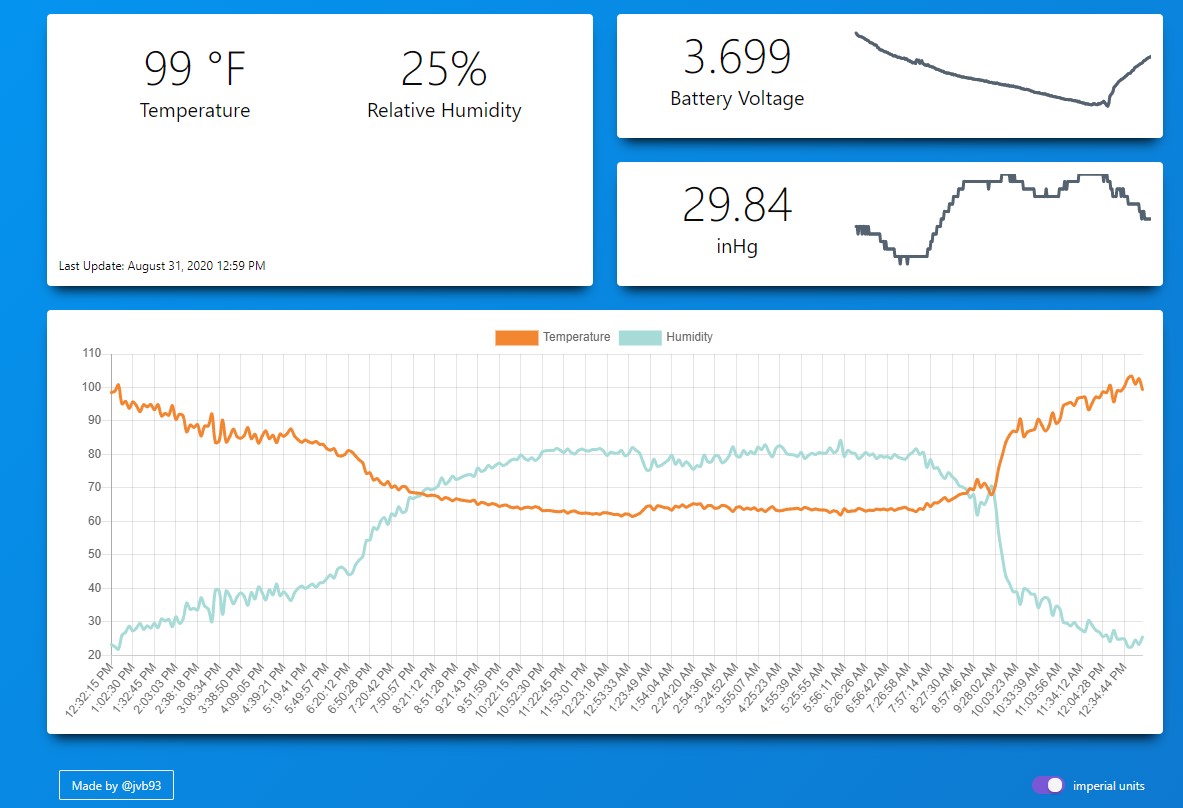 99 °F
Temperature
25%
Relative Humidity
Last Update: August 31, 2020 12:59 PM
3.699
Battery Voltage
29.84
inHg
Temperature Humidity
110
100
90
80
70
60
50
40
30
20
12:32:15 PM
1:02:30 PM
1:32:45 PM
2:03:03 PM
2:38:18 PM
3:08:34 PM
3:38:50 PM
4:09:05 PM
4:39:21 PM
5:19:41 PM
5:49:57 PM
6:20:12 PM
6:50:28 PM
7:20:42 PM
7:50:57 PM
8:21:12 PM
8:51:28 PM
9:21:43 PM
9:51:59 PM
10:22:15 PM
10:52:30 PM
11:22:45 PM
11:53:01 PM
12:23:18 AM
12:53:33 AM
1:23:49 AM
1:54:04 AM
2:24:20 AM
2:54:36 AM
3:24:52 AM
3:55:07 AM
4:25:23 AM
4:55:39 AM
5:25:55 AM
5:56:11 AM
6:26:26 AM
6:56:42 AM
7:26:58 AM
7:57:14 AM
8:27:30 AM
8:57:46 AM
9:28:02 AM
10:03:23 AM
10:33:39 AM
11:03:56 AM
11:34:12 AM
12:04:28 PM
12:34:44 PM
Made by @jvb93
imperial units